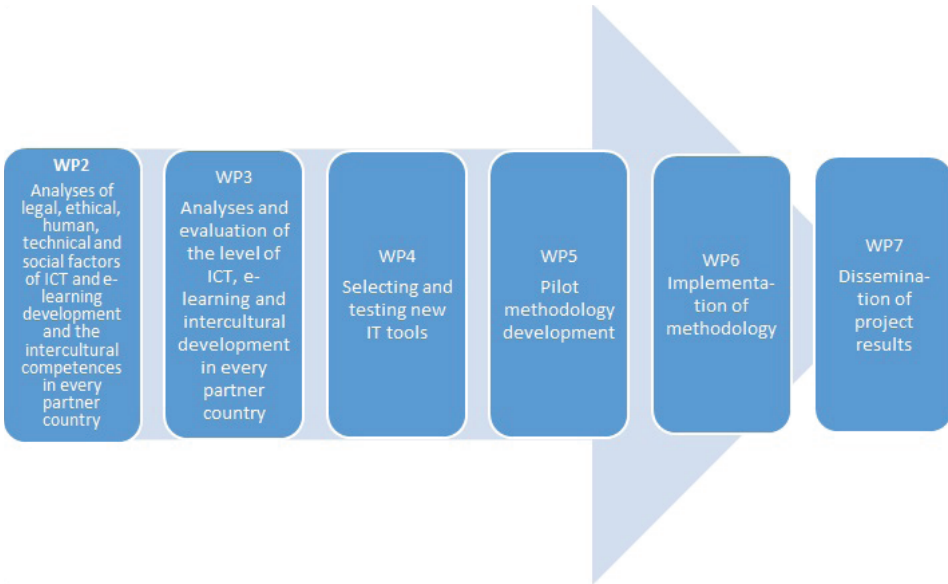 WP2
Analyses of
legal, ethical,
human,
technical and
social factors
of ICT and e-
learning
development
and the
intercultural
competences
in every
partner
country
WP3
Analyses and
evaluation of
the level of
ICT, e-
learning and
intercultural
development
in every
partner
country
WP4
Selecting and
testing new
IT tools
WP5
Pilot
methodology
development
WP6
Implementa-
tion of
methodology
WP7
Dissemina-
tion of
project
results